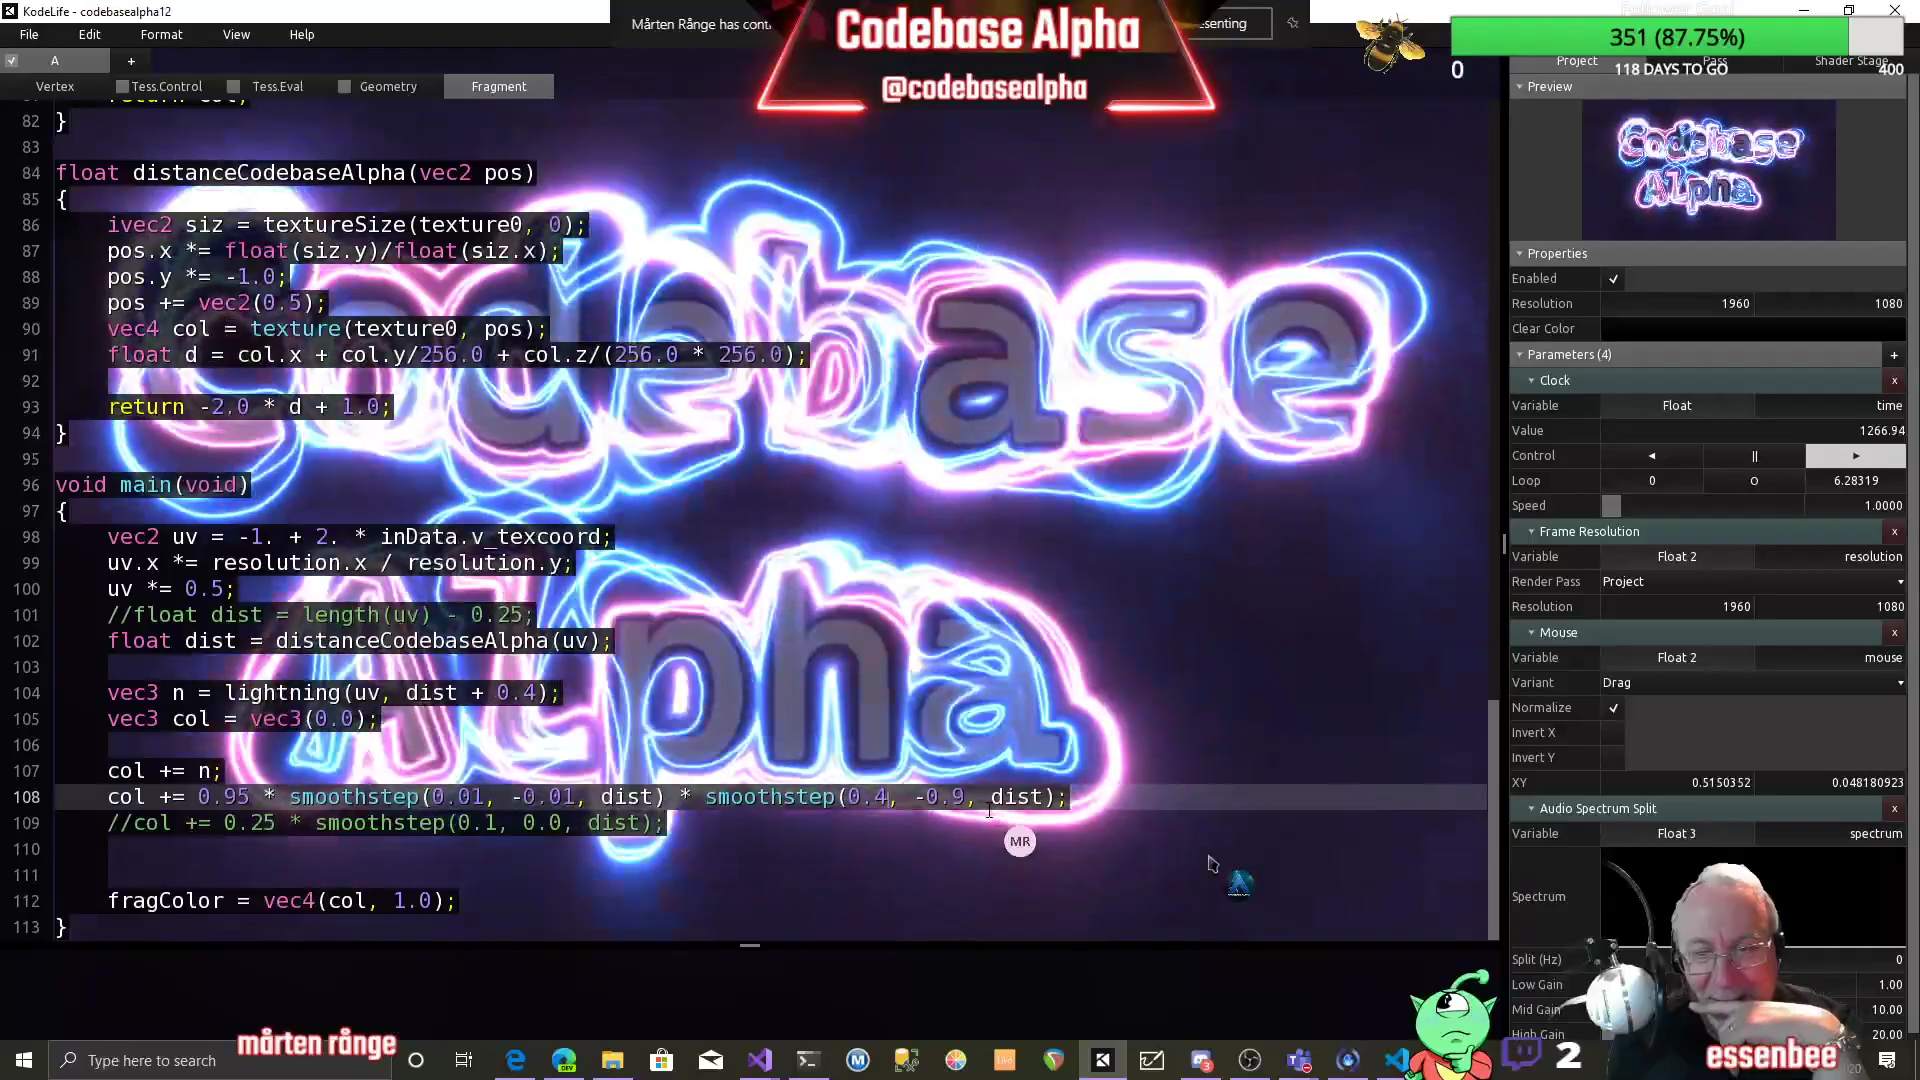 KodeLife - codebasealpha12
Mårten Rånge has cont
esenting
Codebase Alpha
@codebasealpha
351 (87.75%)
0
118 DAYS TO GO
400
File
Edit
Format
View
Help
A
+
Vertex
Tess.Control
Tess.Eval
Geometry
Fragment
Project
Pass
Shader Stage
82 }
83
84 float distanceCodebaseAlpha(vec2 pos)
85 {
86 ivec2 siz = textureSize(texture0, 0);
87 pos.x *= float(siz.y)/float(siz.x);
88 pos.y *= -1.0;
89 pos += vec2(0.5);
90 vec4 col = texture(texture0, pos);
91 float d = col.x + col.y/256.0 + col.z/(256.0 * 256.0);
92
93 return -2.0 * d + 1.0;
94 }
95
96 void main(void)
97 {
98 vec2 uv = -1. + 2. * inData.v_texcoord;
99 uv.x *= resolution.x / resolution.y;
100 uv *= 0.5;
101 //float dist = length(uv) - 0.25;
102 float dist = distanceCodebaseAlpha(uv);
103
104 vec3 n = lightning(uv, dist + 0.4);
105 vec3 col = vec3(0.0);
106
107 col += n;
108 col += 0.95 * smoothstep(0.01, -0.01, dist) * smoothstep(0.4, -0.9, dist);
109 //col += 0.25 * smoothstep(0.1, 0.0, dist);
110
111
112 fragColor = vec4(col, 1.0);
113 }
Codebase
Alpha
MR
Preview
Codebase
Alpha
Properties
Enabled
Resolution 1960 1080
Clear Color
Parameters (4) +
Clock x
Variable Float time
Value 1266.94
Control
Loop 0 O 6.28319
Speed 1.0000
Frame Resolution x
Variable Float 2 resolution
Render Pass Project
Resolution 1960 1080
Mouse x
Variable Float 2 mouse
Variant Drag
Normalize
Invert X
Invert Y
XY 0.5150352 0.048180923
Audio Spectrum Split x
Variable Float 3 spectrum
Spectrum
Split (Hz) 0
Low Gain 1.00
Mid Gain 10.00
High Gain 20.00
Type here to search
mårten rånge
2
essenbee